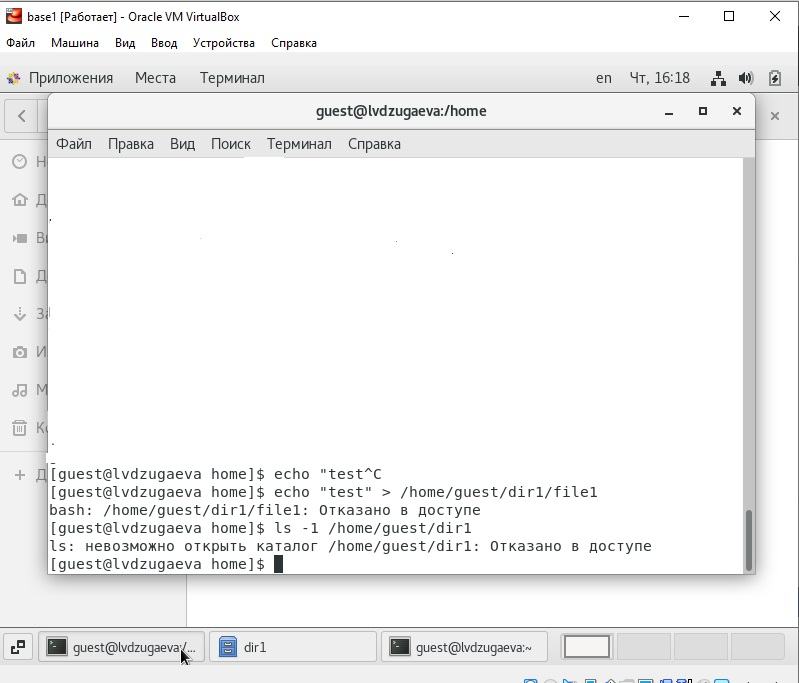 base1 [Работает] - Oracle VM VirtualBox
Файл Машина Вид Ввод Устройства Справка
Приложения Места Терминал en Чт, 16:18
guest@lvdzugaeva:/home
Файл Правка Вид Поиск Терминал Справка
[guest@lvdzugaeva home]$ echo "test^C
[guest@lvdzugaeva home]$ echo "test" > /home/guest/dir1/file1
bash: /home/guest/dir1/file1: Отказано в доступе
[guest@lvdzugaeva home]$ ls -1 /home/guest/dir1
ls: невозможно открыть каталог /home/guest/dir1: Отказано в доступе
[guest@lvdzugaeva home]$
guest@lvdzugaeva:/... dir1 guest@lvdzugaeva:~